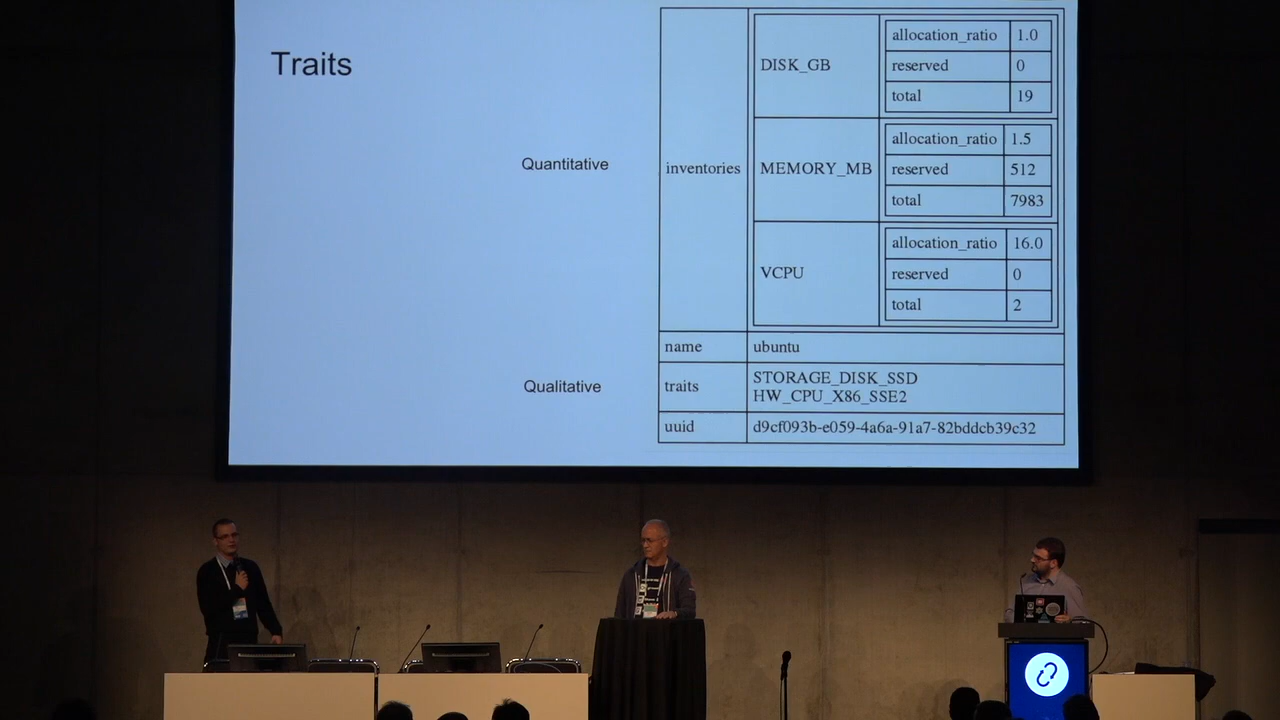 Traits
Quantitative
Qualitative
inventories
DISK_GB
allocation_ratio 1.0
reserved 0
total 19
MEMORY_MB
allocation_ratio 1.5
reserved 512
total 7983
VCPU
allocation_ratio 16.0
reserved 0
total 2
name ubuntu
traits STORAGE_DISK_SSD
HW_CPU_X86_SSE2
uuid d9cf093b-e059-4a6a-91a7-82bddcb39c32